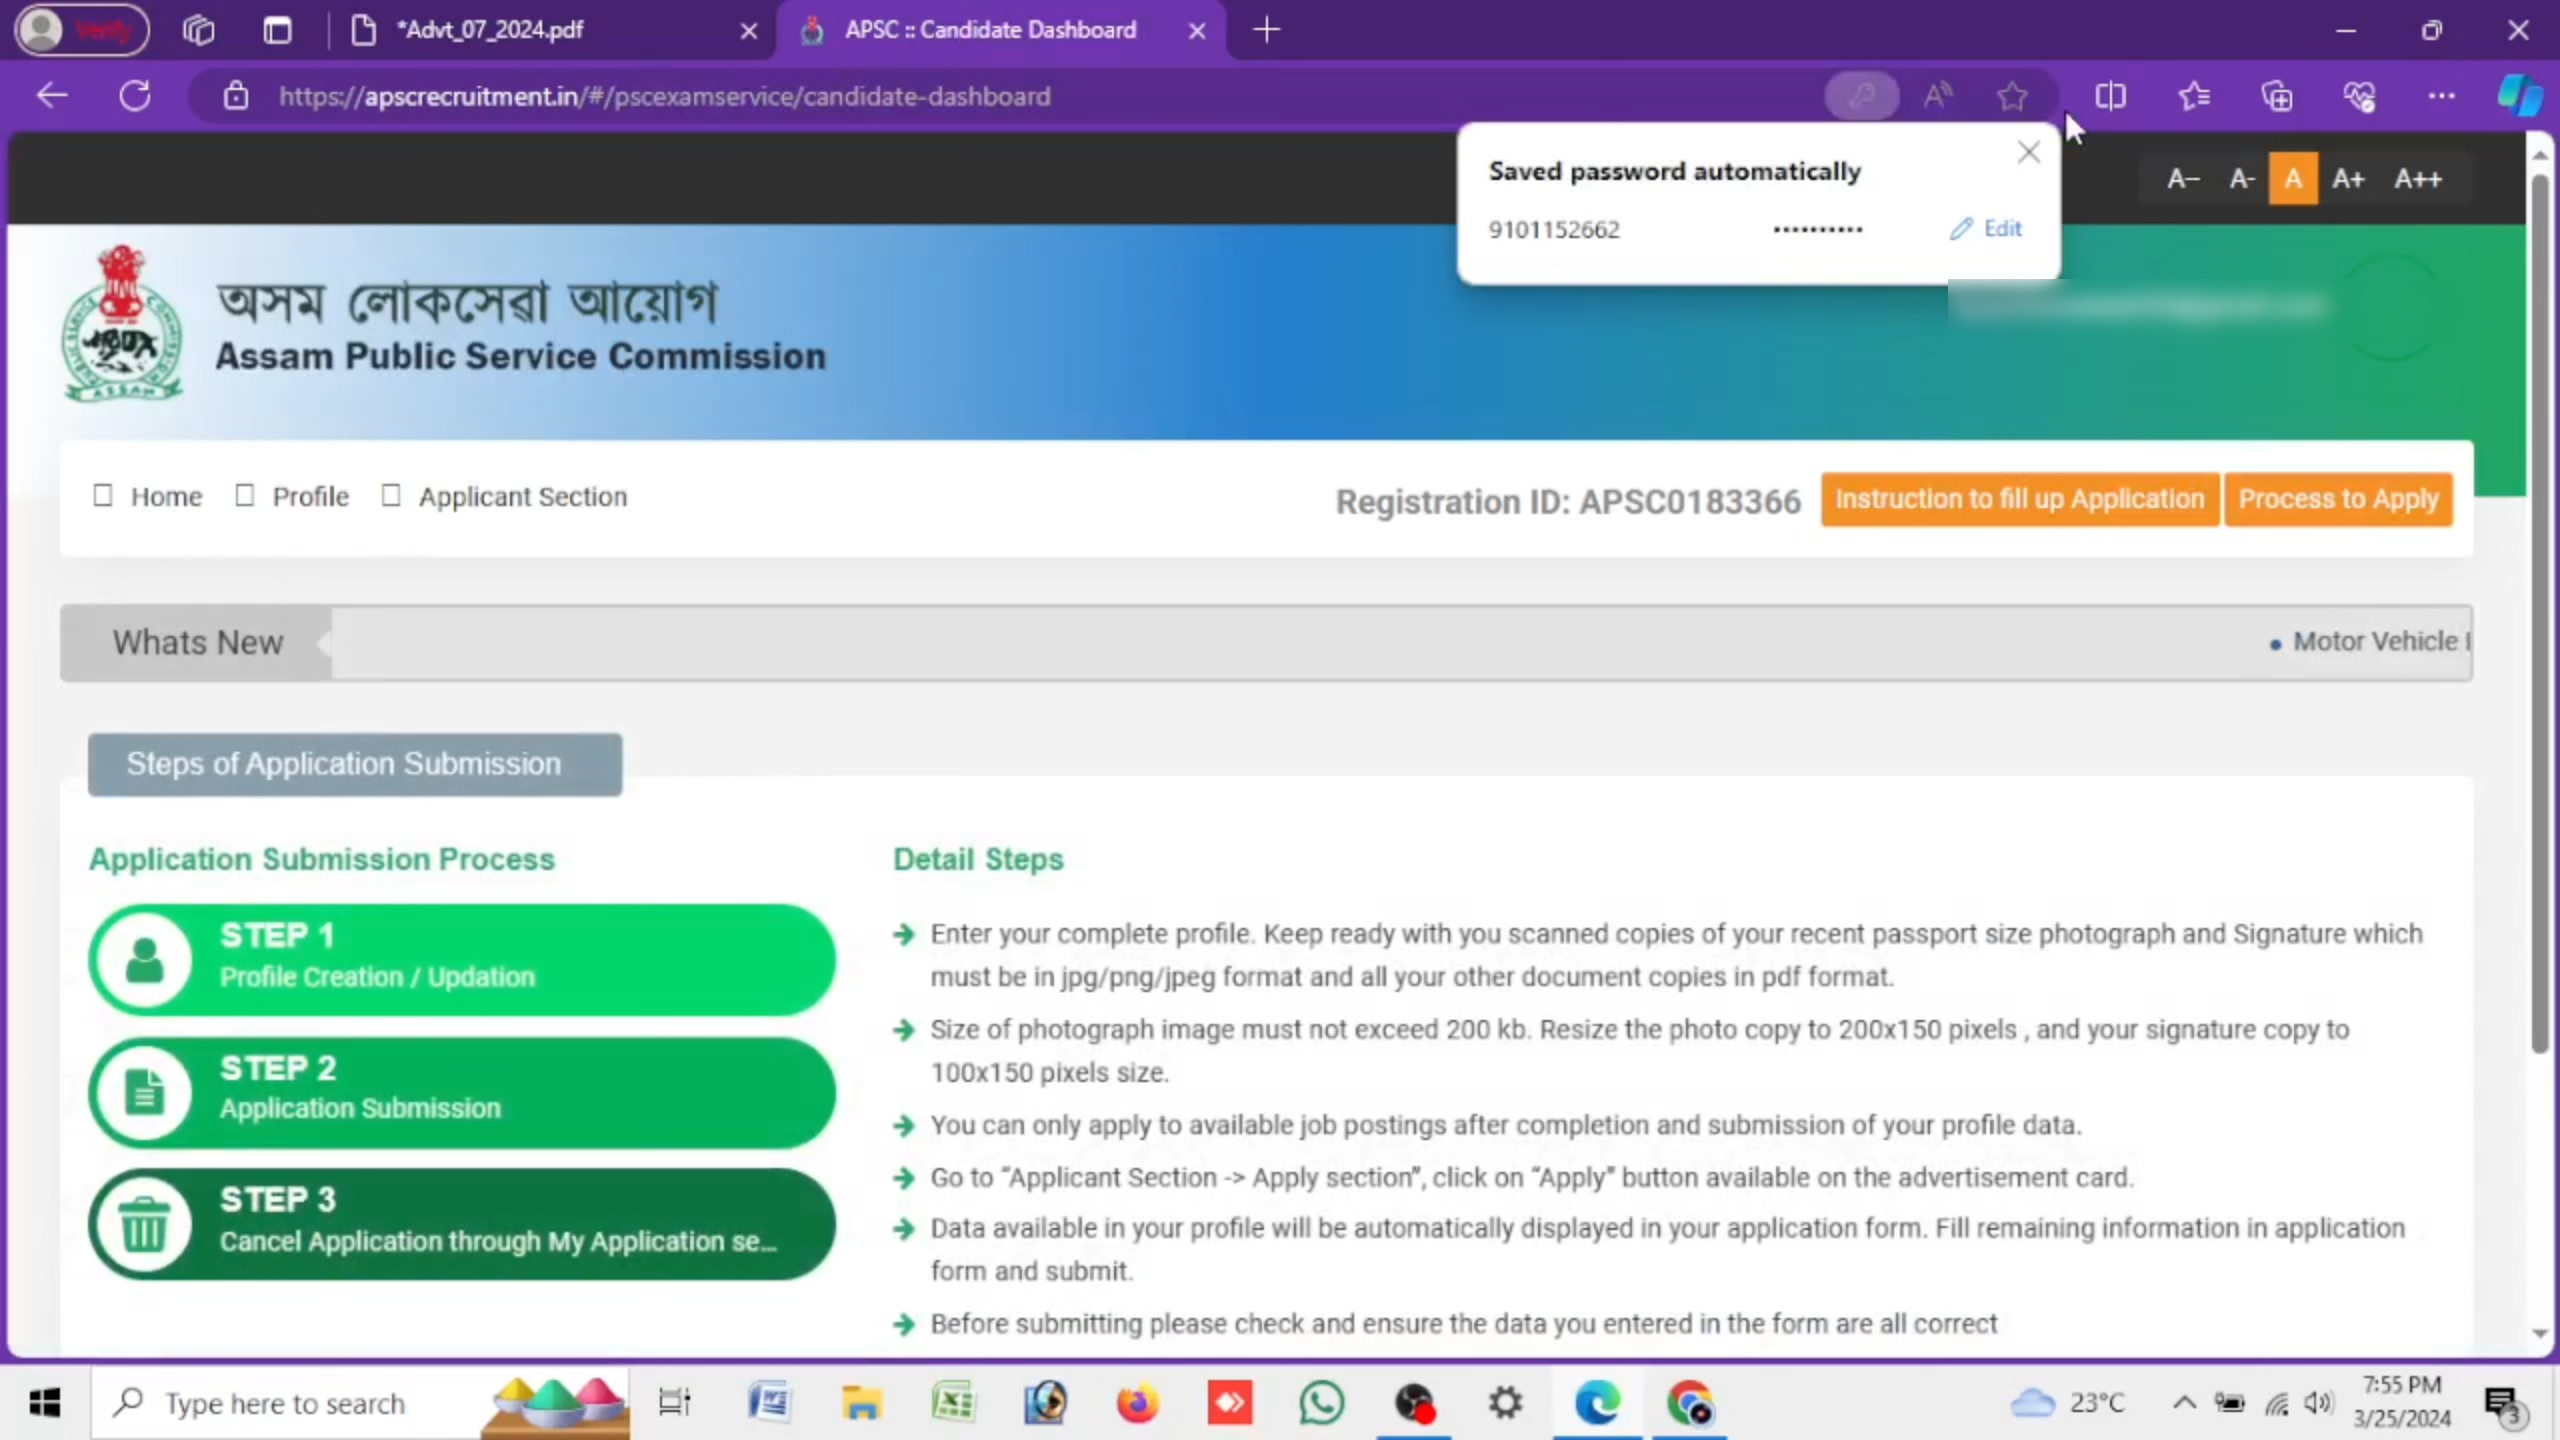 Verify
*Advt_07_2024.pdf
APSC :: Candidate Dashboard
https://apscrecruitment.in/#/pscexamservice/candidate-dashboard
Saved password automatically
9101152662 •••••••••• Edit
A-- A- A A+ A++
অসম লোকসেৱা আয়োগ
Assam Public Service Commission
ASSAM
Home Profile Applicant Section
Registration ID: APSC0183366 Instruction to fill up Application Process to Apply
Whats New
• Motor Vehicle
Steps of Application Submission
Application Submission Process
STEP 1
Profile Creation / Updation
STEP 2
Application Submission
STEP 3
Cancel Application through My Application se...
Detail Steps
Enter your complete profile. Keep ready with you scanned copies of your recent passport size photograph and Signature which
must be in jpg/png/jpeg format and all your other document copies in pdf format.
Size of photograph image must not exceed 200 kb. Resize the photo copy to 200x150 pixels , and your signature copy to
100x150 pixels size.
You can only apply to available job postings after completion and submission of your profile data.
Go to “Applicant Section -> Apply section”, click on “Apply” button available on the advertisement card.
Data available in your profile will be automatically displayed in your application form. Fill remaining information in application
form and submit.
Before submitting please check and ensure the data you entered in the form are all correct
Type here to search
23°C
7:55 PM
3/25/2024
3